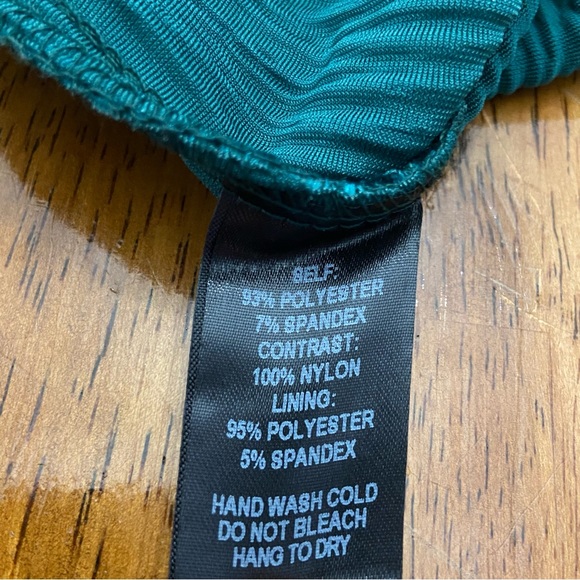 SELF:
93% POLYESTER
7% SPANDEX
CONTRAST:
100% NYLON
LINING:
95% POLYESTER
5% SPANDEX
HAND WASH COLD
DO NOT BLEACH
HANG TO DRY